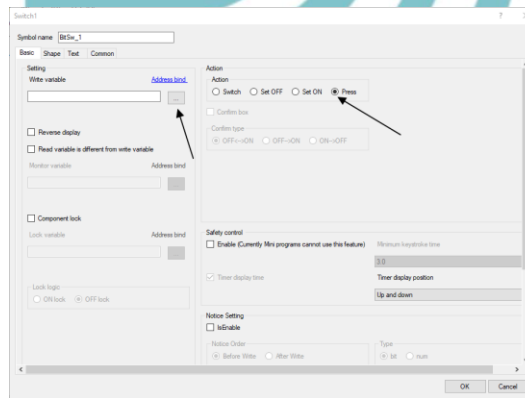 Switch1
Symbol name BitSw_1
Basic Shape Text Common
Setting
Write variable Address bind
...
Reverse display
Read variable is different from write variable
Monitor variable Address bind
...
Component lock
Lock variable Address bind
...
Lock logic
ON lock OFF lock
Action
Action
Switch Set OFF Set ON Press
Confirm box
Confirm type
OFF<->ON OFF->ON ON->OFF
Safety control
Enable (Currently Mini programs cannot use this feature) Minimum keystroke time
3.0
Timer display time Timer display position
Up and down
Notice Setting
IsEnable
Notice Order Type
Before Write After Write bit num
OK Cancel